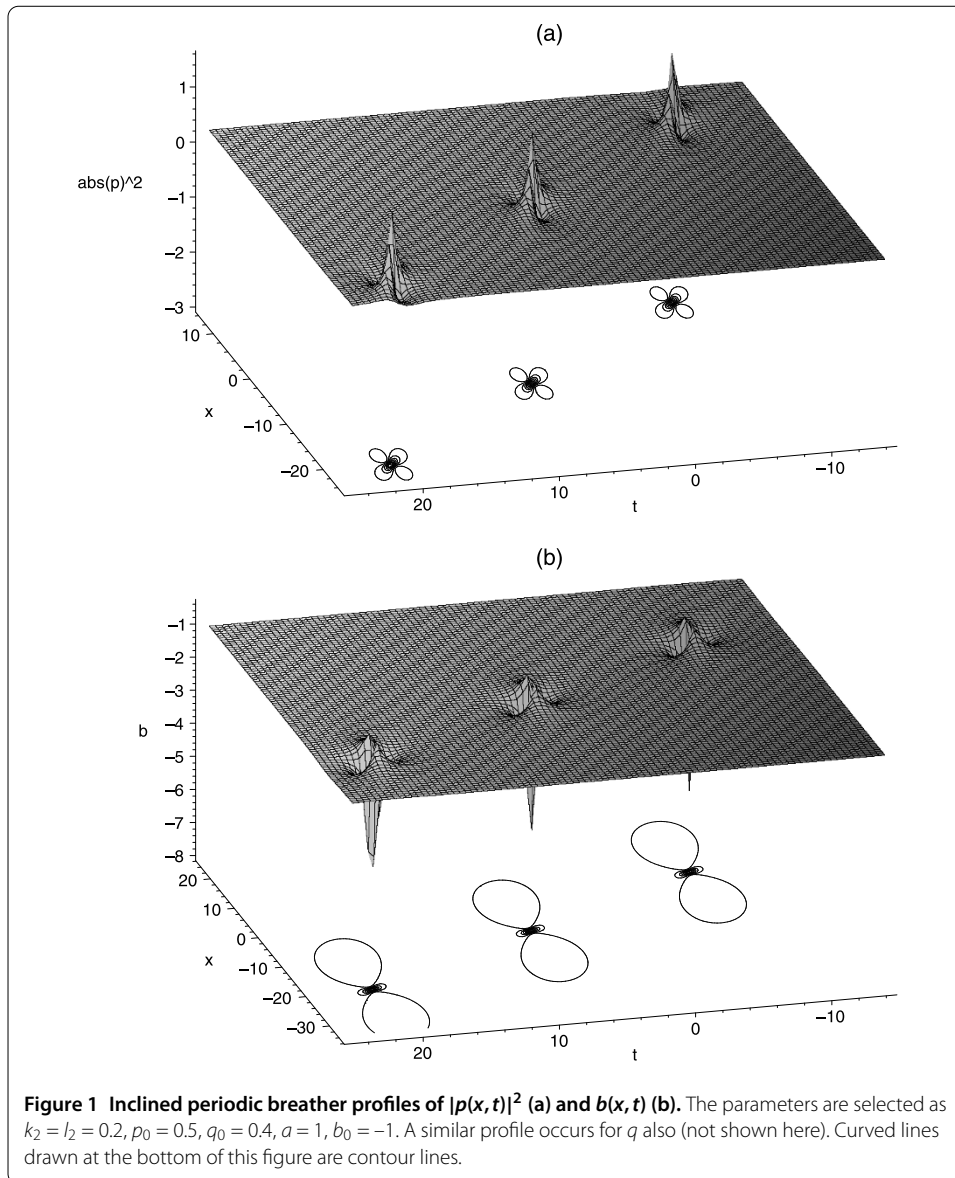 (a)
1
0
abs(p)^2
−1
−2
−3
10
0
x
−10
−20
20
10
0
−10
t
(b)
−1
−2
−3
b
−4
−5
−6
−7
−8
20
10
0
x
−10
−20
−30
20
10
0
−10
t
Figure 1 Inclined periodic breather profiles of |p(x, t)|² (a) and b(x, t) (b). The parameters are selected as
k₂ = l₂ = 0.2, p₀ = 0.5, q₀ = 0.4, a = 1, b₀ = –1. A similar profile occurs for q also (not shown here). Curved lines
drawn at the bottom of this figure are contour lines.